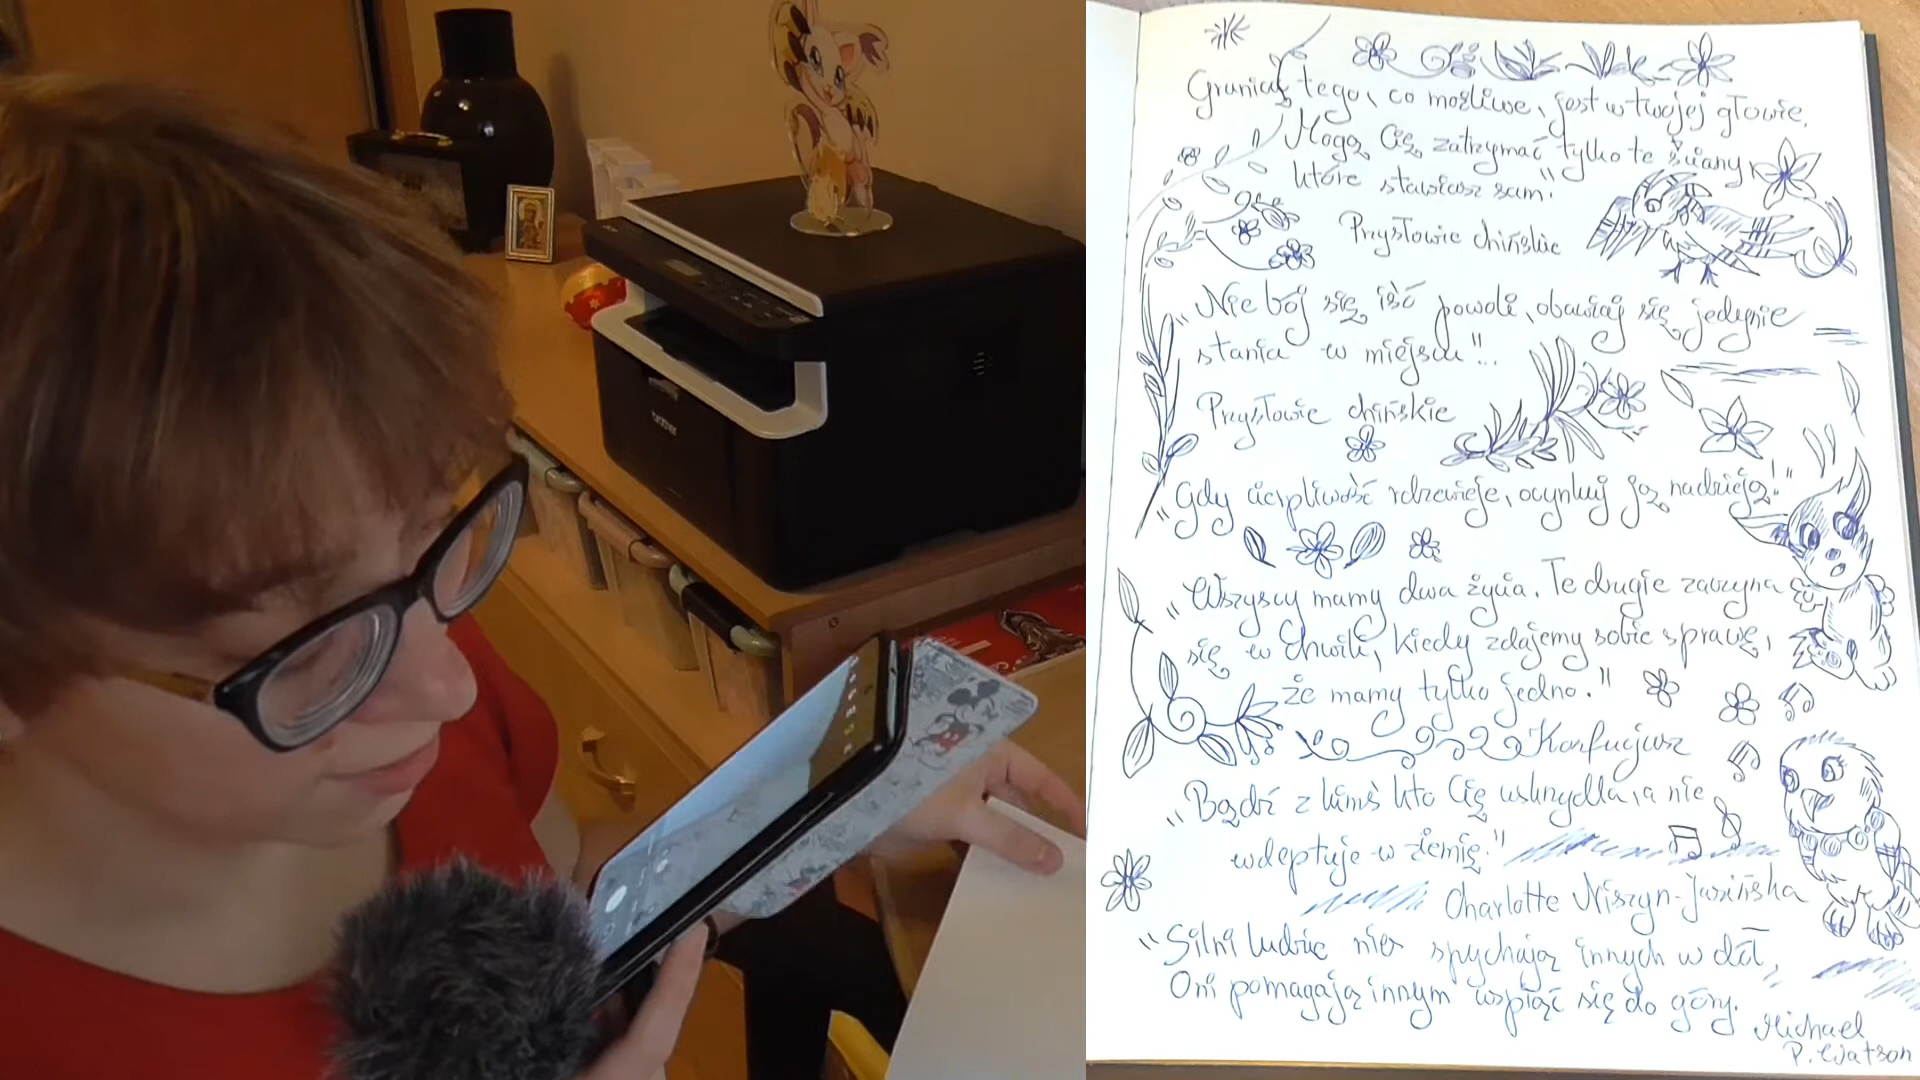 brother
Granica tego, co możliwe, jest w twojej głowie.
Mogą Cię zatrzymać tylko te ściany,
które stawiasz sam."
Przysłowie chińskie
"Nie bój się iść powoli, obawiaj się jedynie
stania w miejscu"...
Przysłowie chińskie
"Gdy cierpliwość rdzewieje, ocynkuj ją nadzieją!"
"Wszyscy mamy dwa życia. Te drugie zaczyna
się w chwili, kiedy zdajemy sobie sprawę,
że mamy tylko jedno."
Konfucjusz
"Bądź z kimś kto Cię uskrzydla, a nie
wdeptuje w ziemię."
Charlotte Niszyn-Jasińska
"Silni ludzie nie spychają innych w dół,
Oni pomagają innym wspiąć się do góry.
Michael
P. Watson